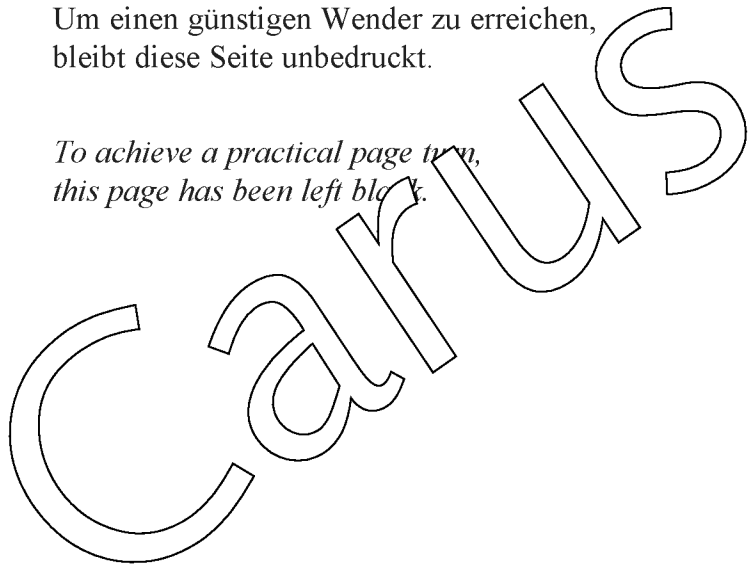 Um einen günstigen Wender zu erreichen,
bleibt diese Seite unbedruckt.
To achieve a practical page turn,
this page has been left blank.
Carus